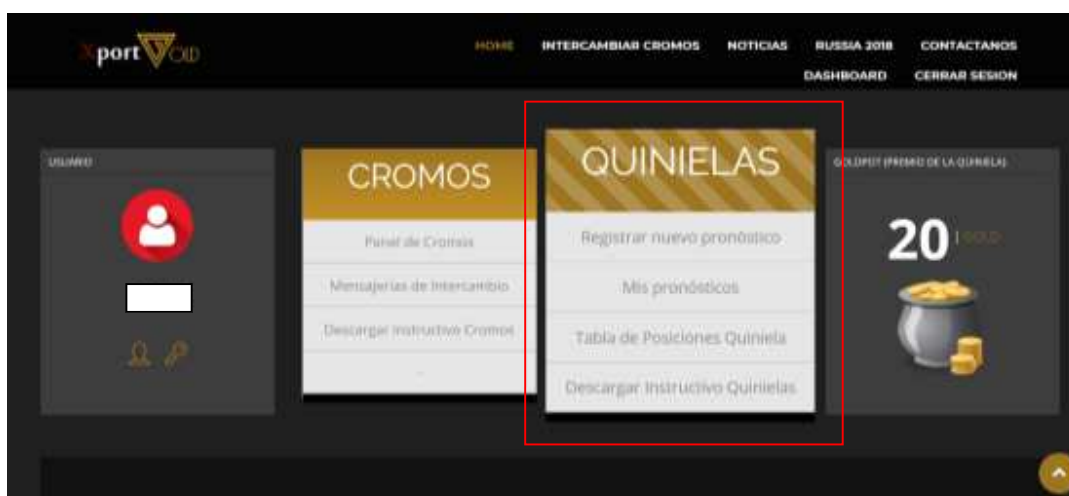 Xport GOLD
HOME INTERCAMBIAR CROMOS NOTICIAS RUSSIA 2018 CONTACTANOS
DASHBOARD CERRAR SESION
USUARIO
CROMOS
Panel de Cromos
Mensajerias de Intercambio
Descargar Instructivo Cromos
QUINIELAS
Registrar nuevo pronóstico
Mis pronósticos
Tabla de Posiciones Quiniela
Descargar Instructivo Quinielas
GOLDPOT (PREMIO DE LA QUINIELA)
20 | GOLD